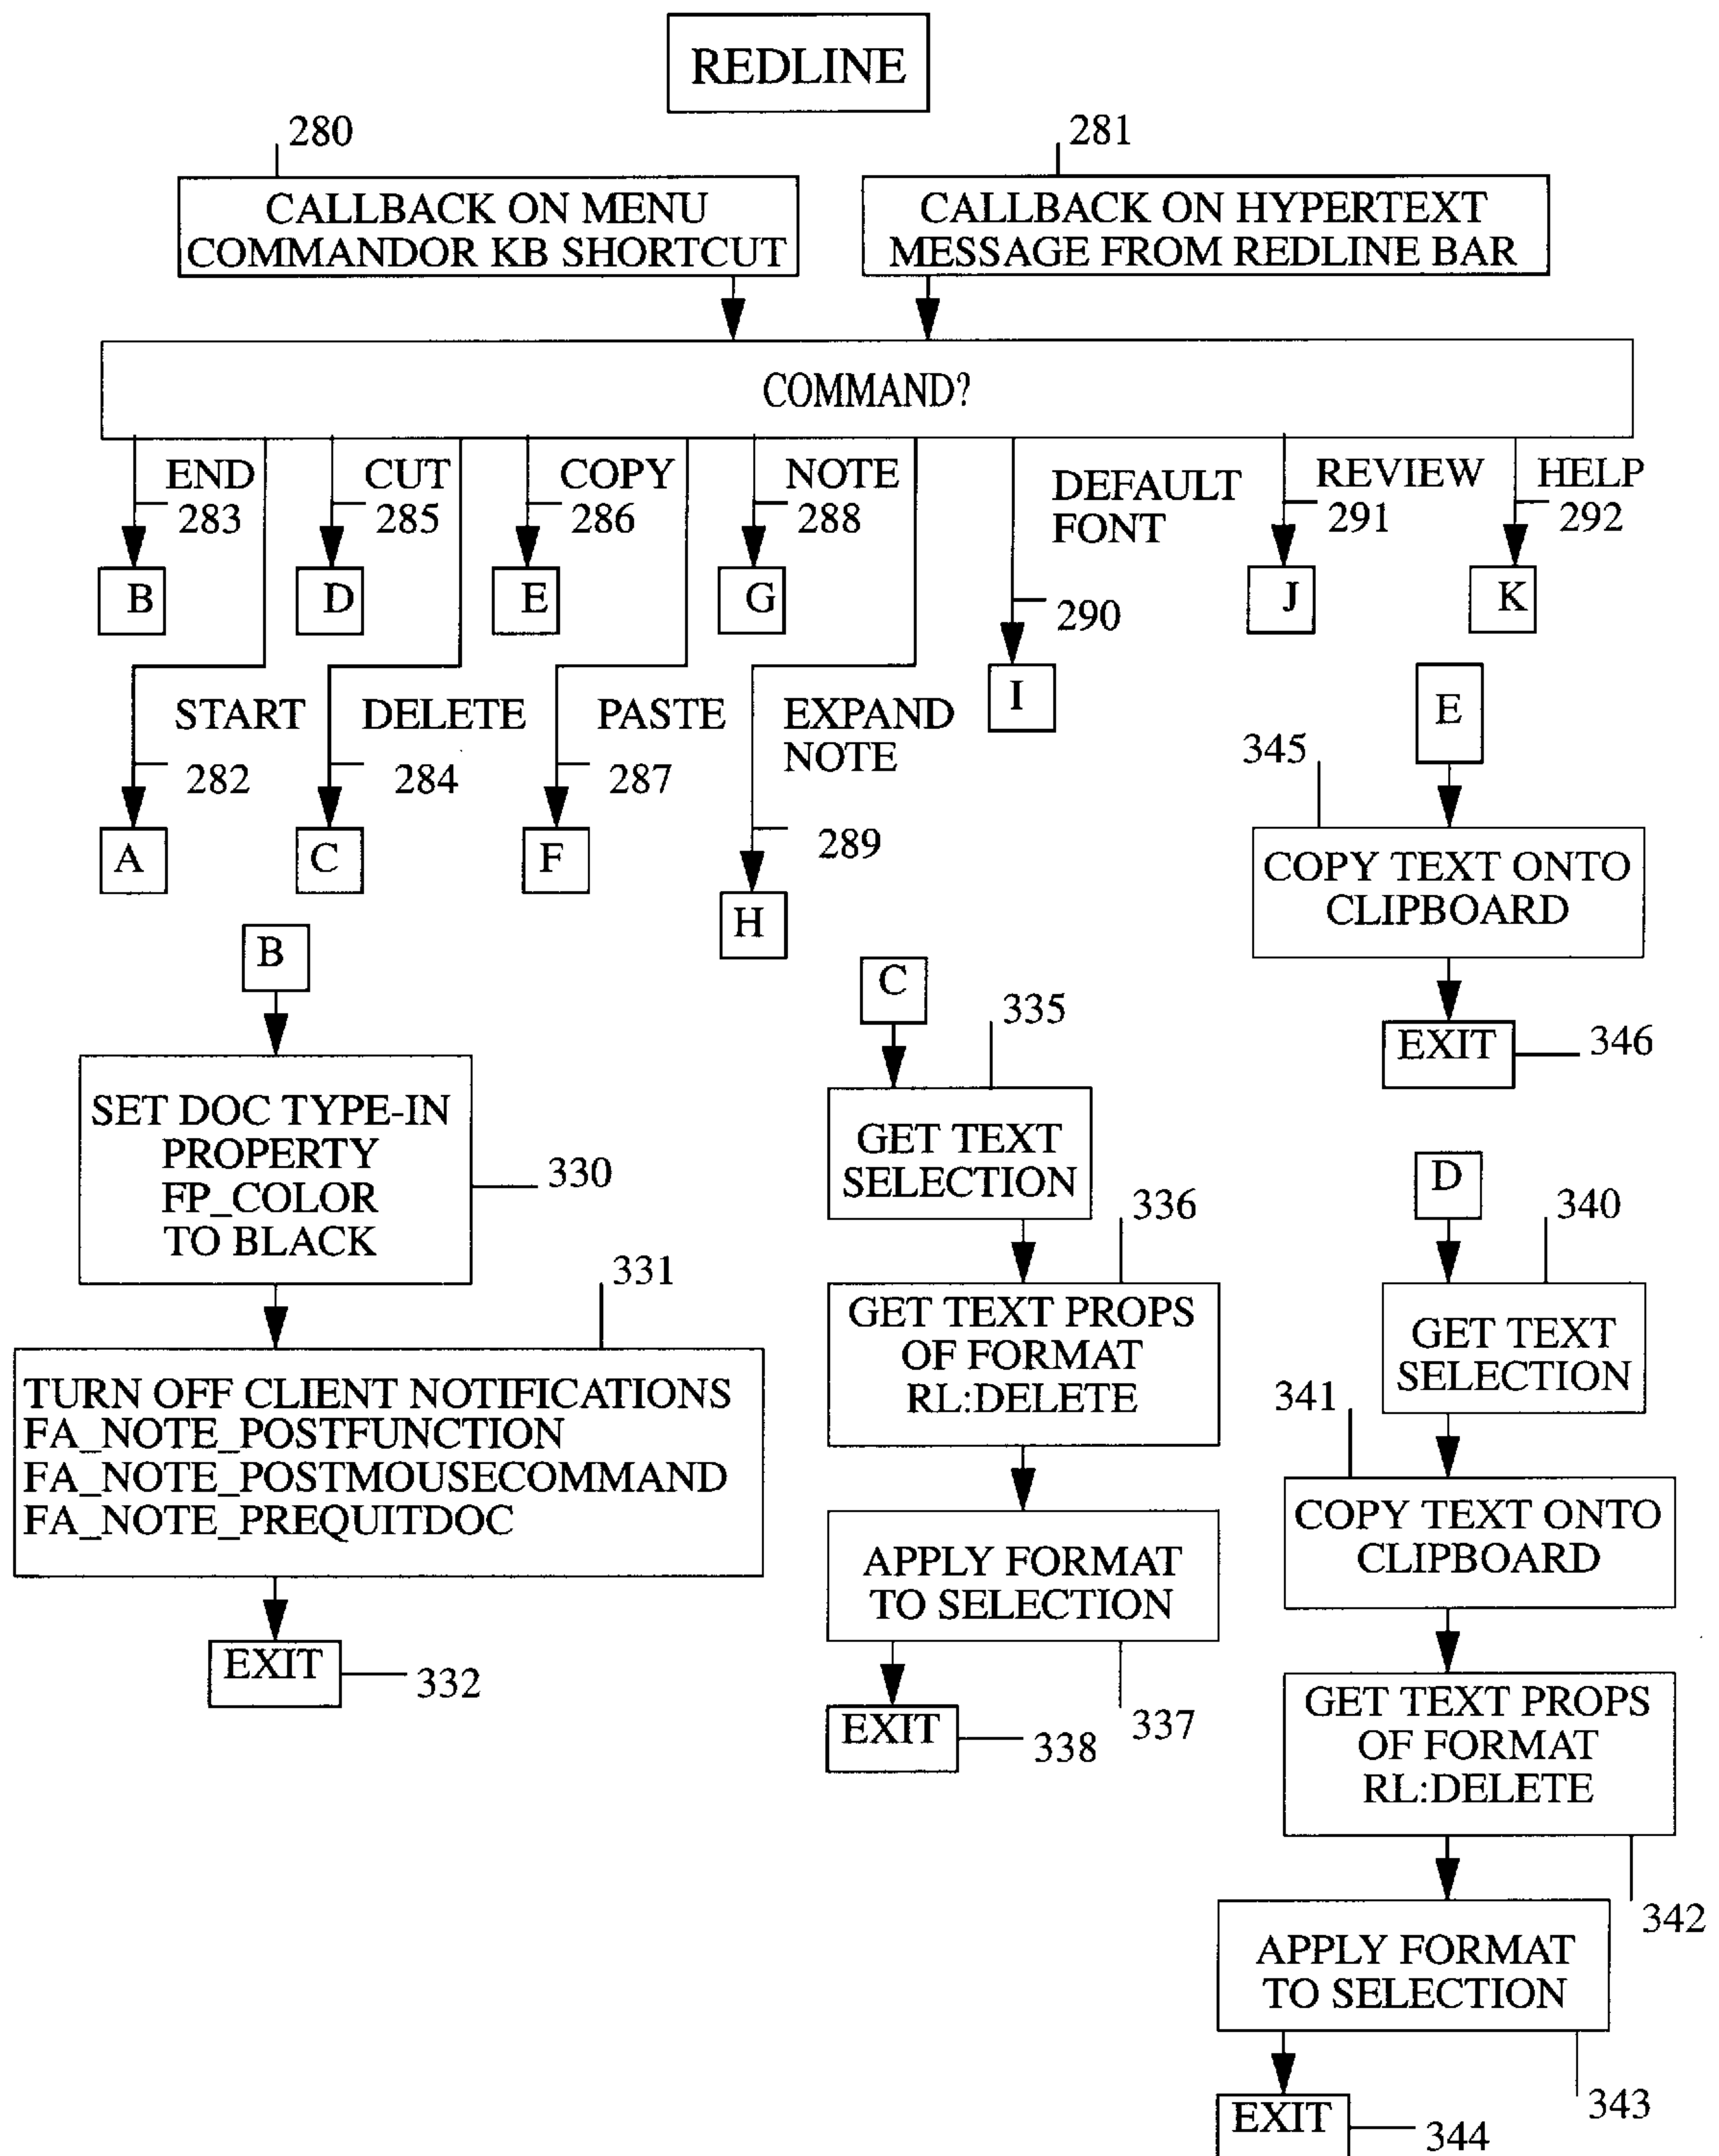 REDLINE
280
281
CALLBACK ON MENU
COMMANDOR KB SHORTCUT
CALLBACK ON HYPERTEXT
MESSAGE FROM REDLINE BAR
COMMAND?
END
283
B
CUT
285
D
COPY
286
E
NOTE
288
G
DEFAULT
FONT
290
I
REVIEW
291
J
HELP
292
K
START
282
A
DELETE
284
C
PASTE
287
F
EXPAND
NOTE
289
H
E
345
COPY TEXT ONTO
CLIPBOARD
EXIT
346
B
SET DOC TYPE-IN
PROPERTY
FP_COLOR
TO BLACK
330
331
TURN OFF CLIENT NOTIFICATIONS
FA_NOTE_POSTFUNCTION
FA_NOTE_POSTMOUSECOMMAND
FA_NOTE_PREQUITDOC
EXIT
332
C
335
GET TEXT
SELECTION
336
GET TEXT PROPS
OF FORMAT
RL:DELETE
APPLY FORMAT
TO SELECTION
337
EXIT
338
D
340
GET TEXT
SELECTION
341
COPY TEXT ONTO
CLIPBOARD
GET TEXT PROPS
OF FORMAT
RL:DELETE
342
APPLY FORMAT
TO SELECTION
343
EXIT
344